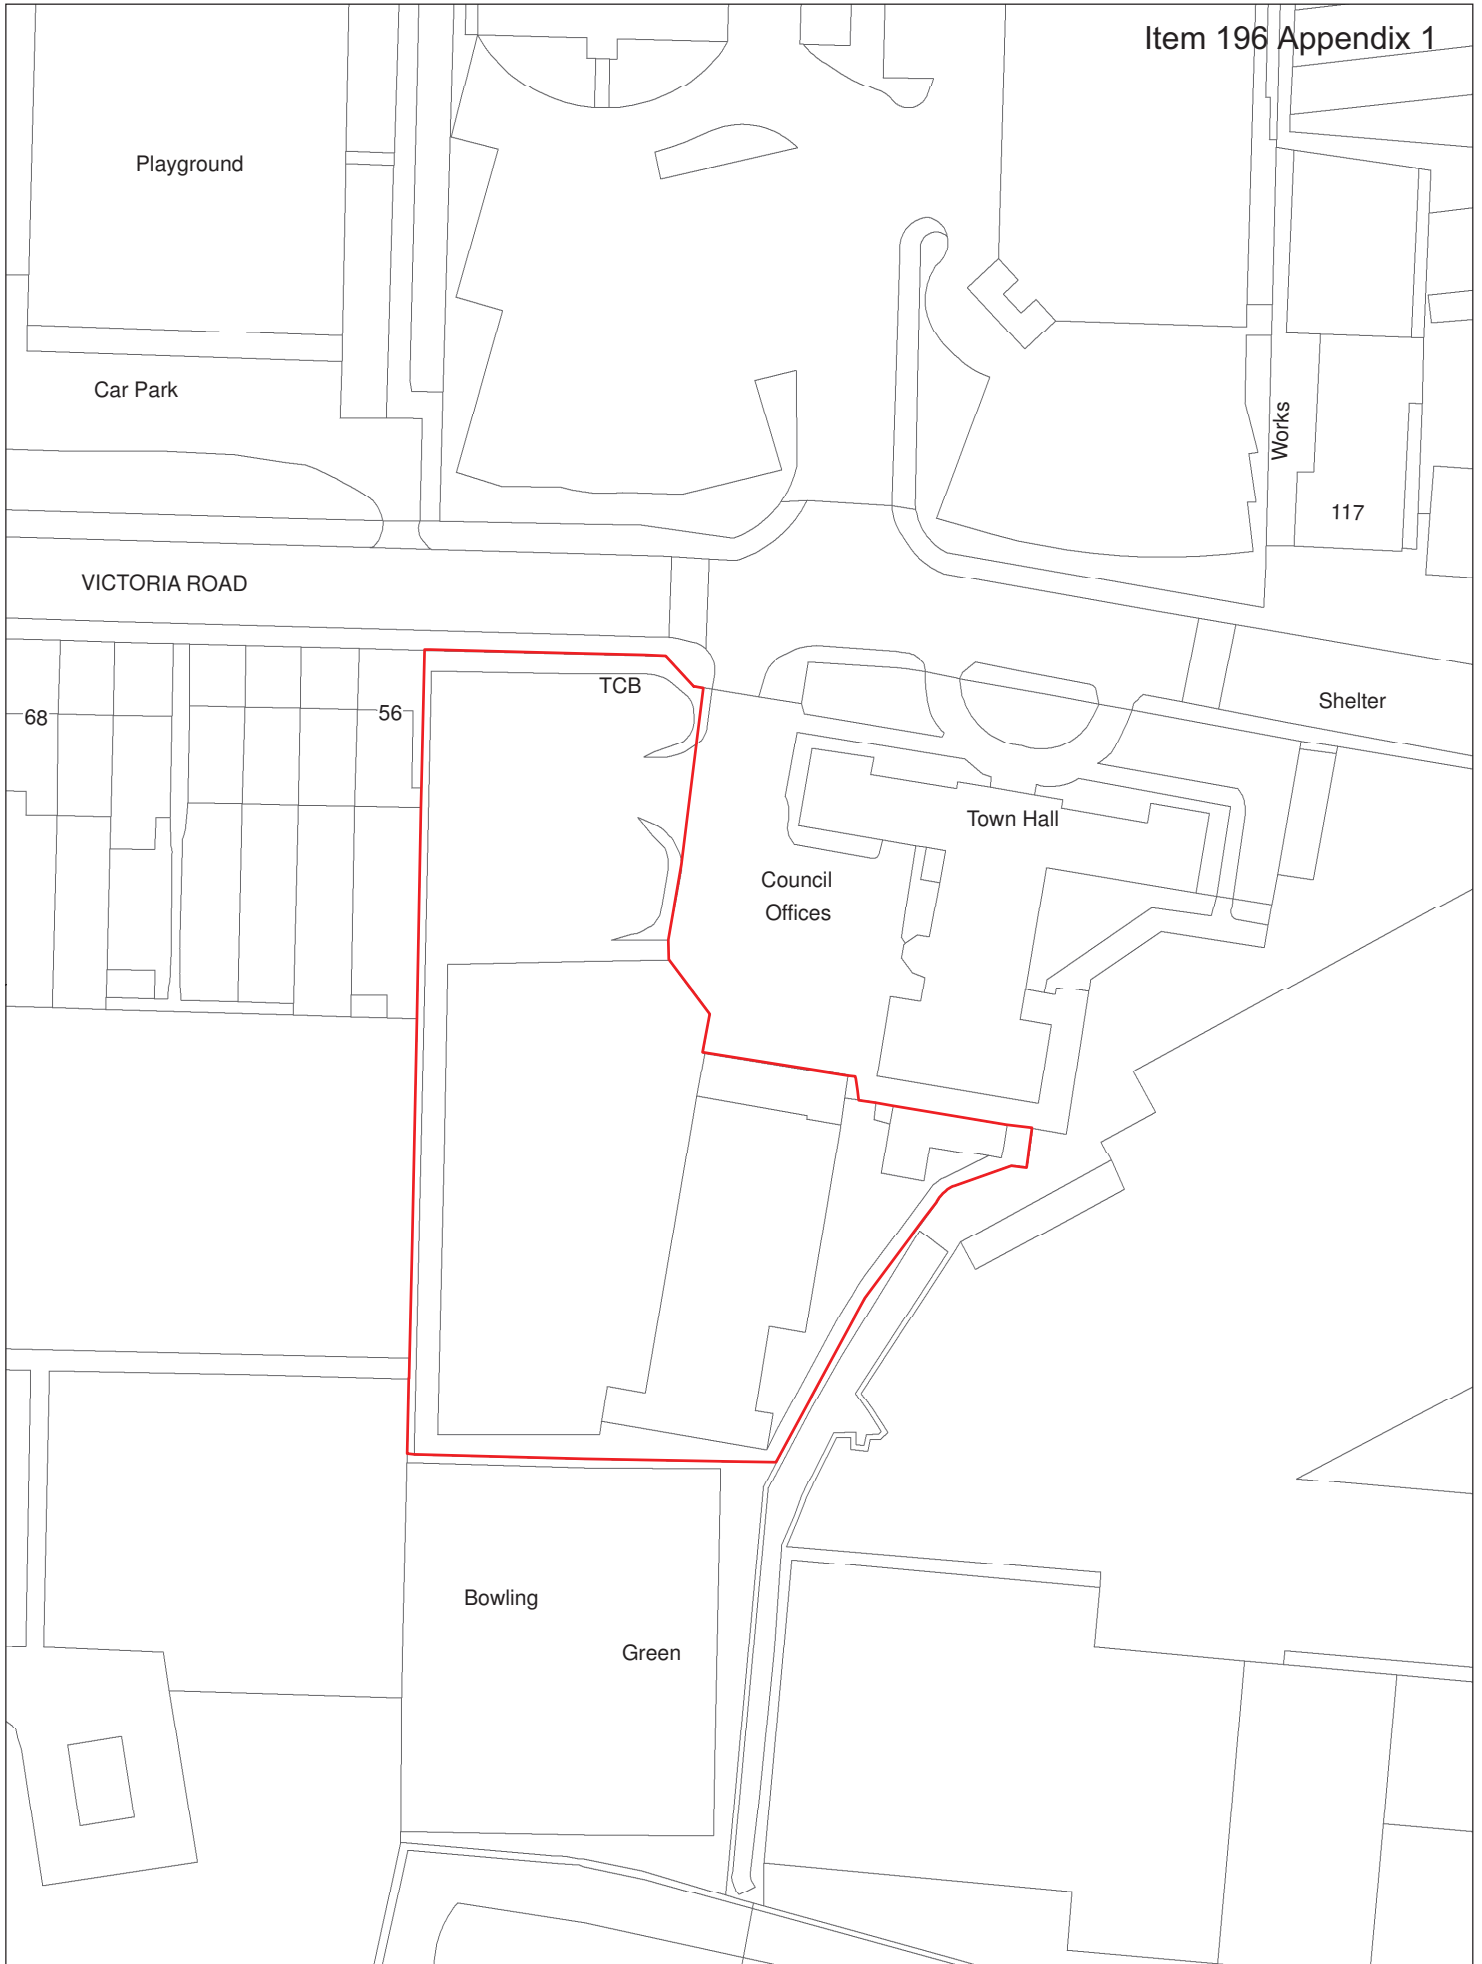 Item 196 Appendix 1
Playground
Car Park
Works
117
VICTORIA ROAD
TCB
68
56
Shelter
Town Hall
Council
Offices
Bowling
Green